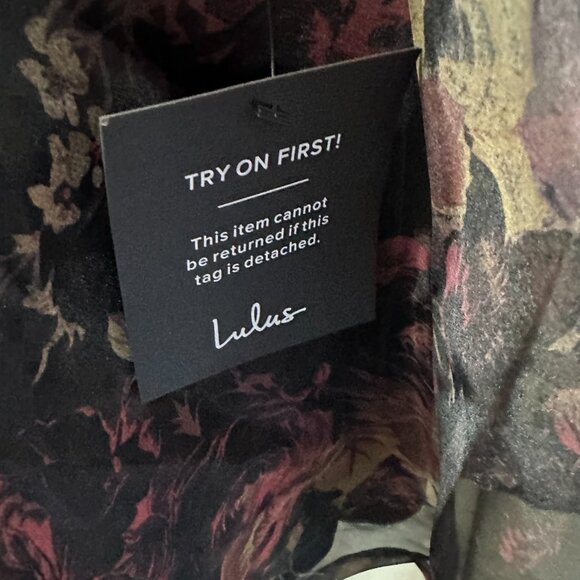 TRY ON FIRST!
This item cannot
be returned if this
tag is detached.
Lulus